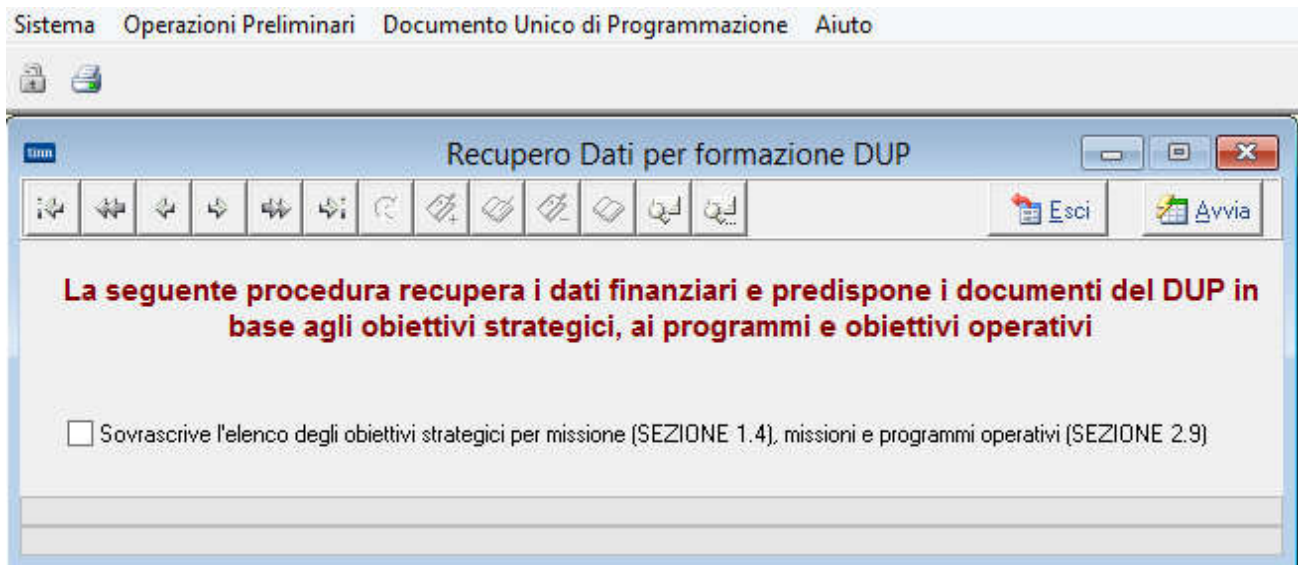 Sistema Operazioni Preliminari Documento Unico di Programmazione Aiuto
tinn Recupero Dati per formazione DUP
Esci Avvia
La seguente procedura recupera i dati finanziari e predispone i documenti del DUP in
base agli obiettivi strategici, ai programmi e obiettivi operativi
Sovrascrive l'elenco degli obiettivi strategici per missione (SEZIONE 1.4), missioni e programmi operativi (SEZIONE 2.9)